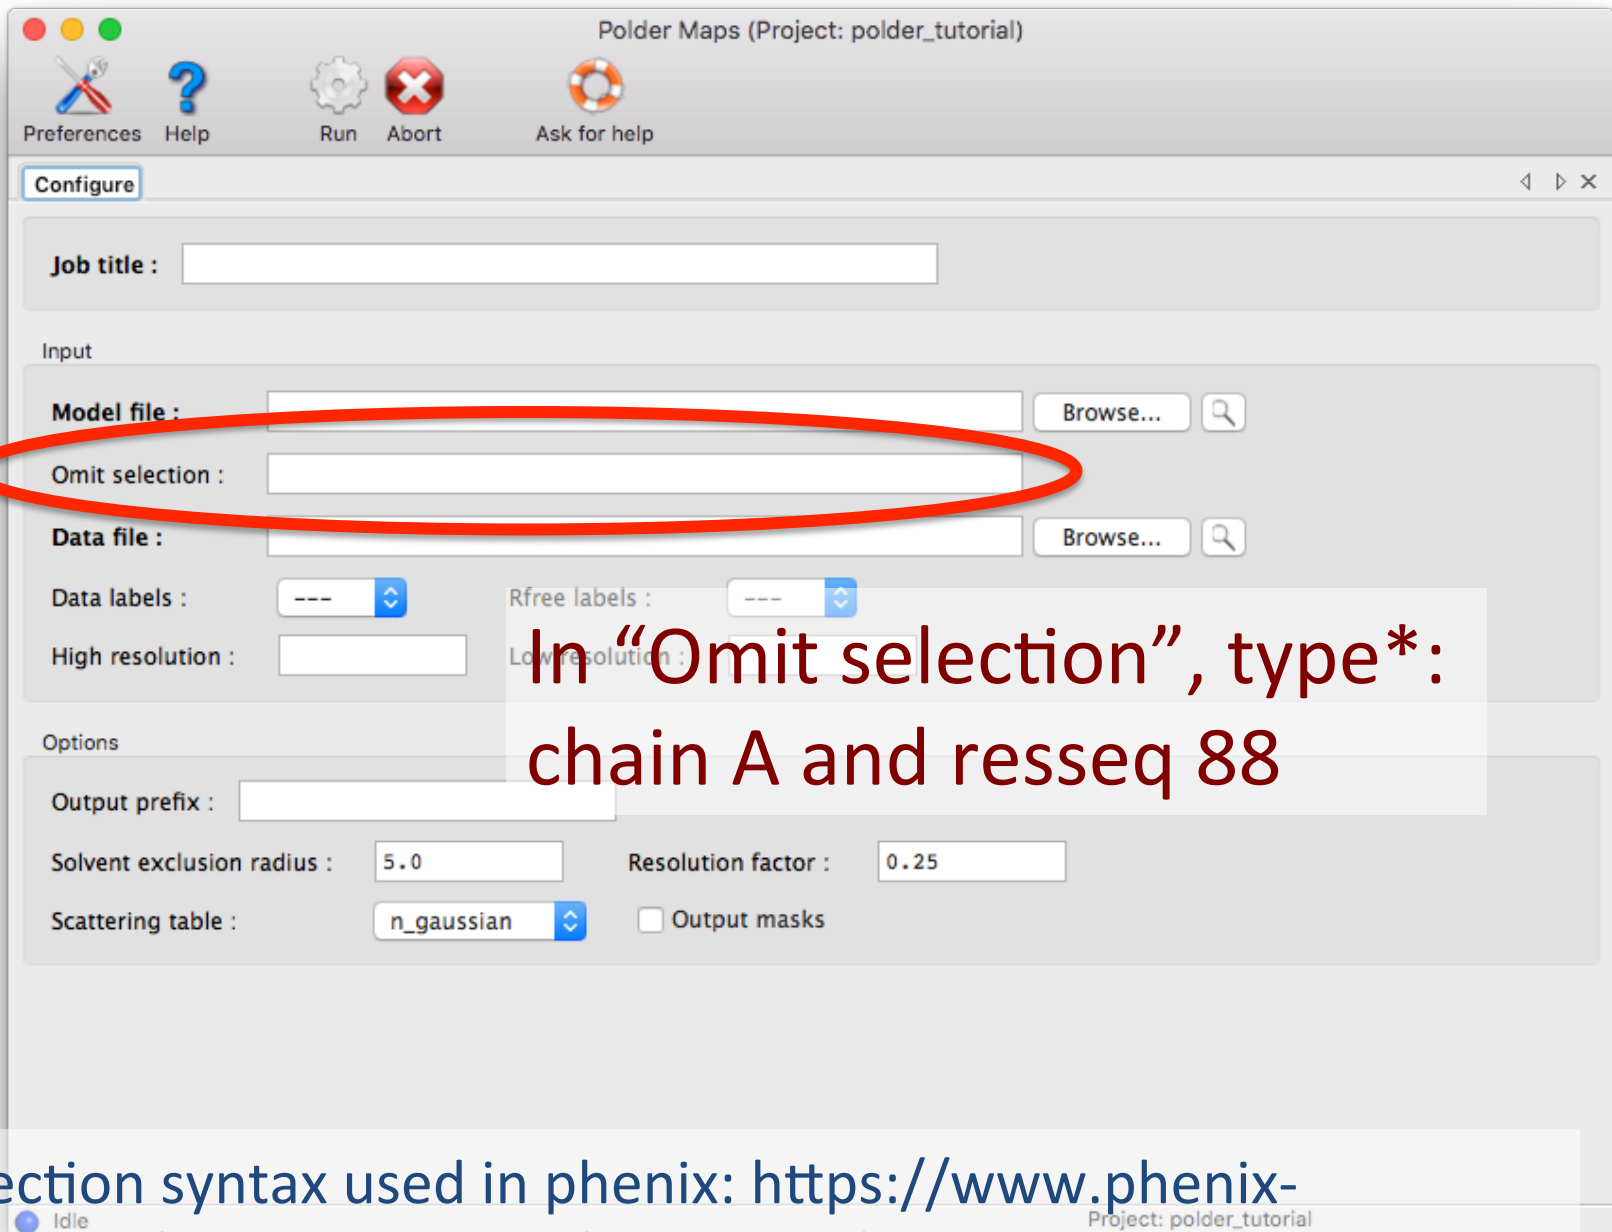 Polder Maps (Project: polder_tutorial)
Preferences Help Run Abort Ask for help
Configure
Job title :
Input
Model file : Browse...
Omit selection :
Data file : Browse...
Data labels : --- Rfree labels : ---
High resolution : Low resolution :
In “Omit selection”, type*:
chain A and resseq 88
Options
Output prefix :
Solvent exclusion radius : 5.0 Resolution factor : 0.25
Scattering table : n_gaussian Output masks
ection syntax used in phenix: https://www.phenix-
Idle Project: polder_tutorial